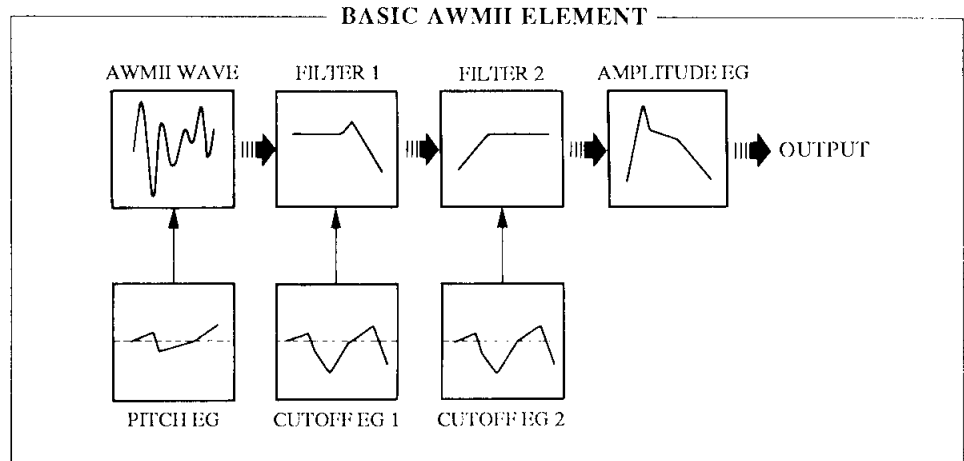 BASIC AWMII ELEMENT
AWMII WAVE FILTER 1 FILTER 2 AMPLITUDE EG
OUTPUT
PITCH EG CUTOFF EG 1 CUTOFF EG 2